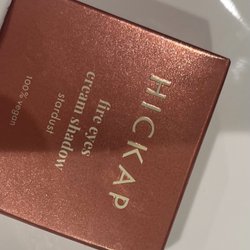 HICKAP
fire eyes
cream shadow
stardust
100% vegan